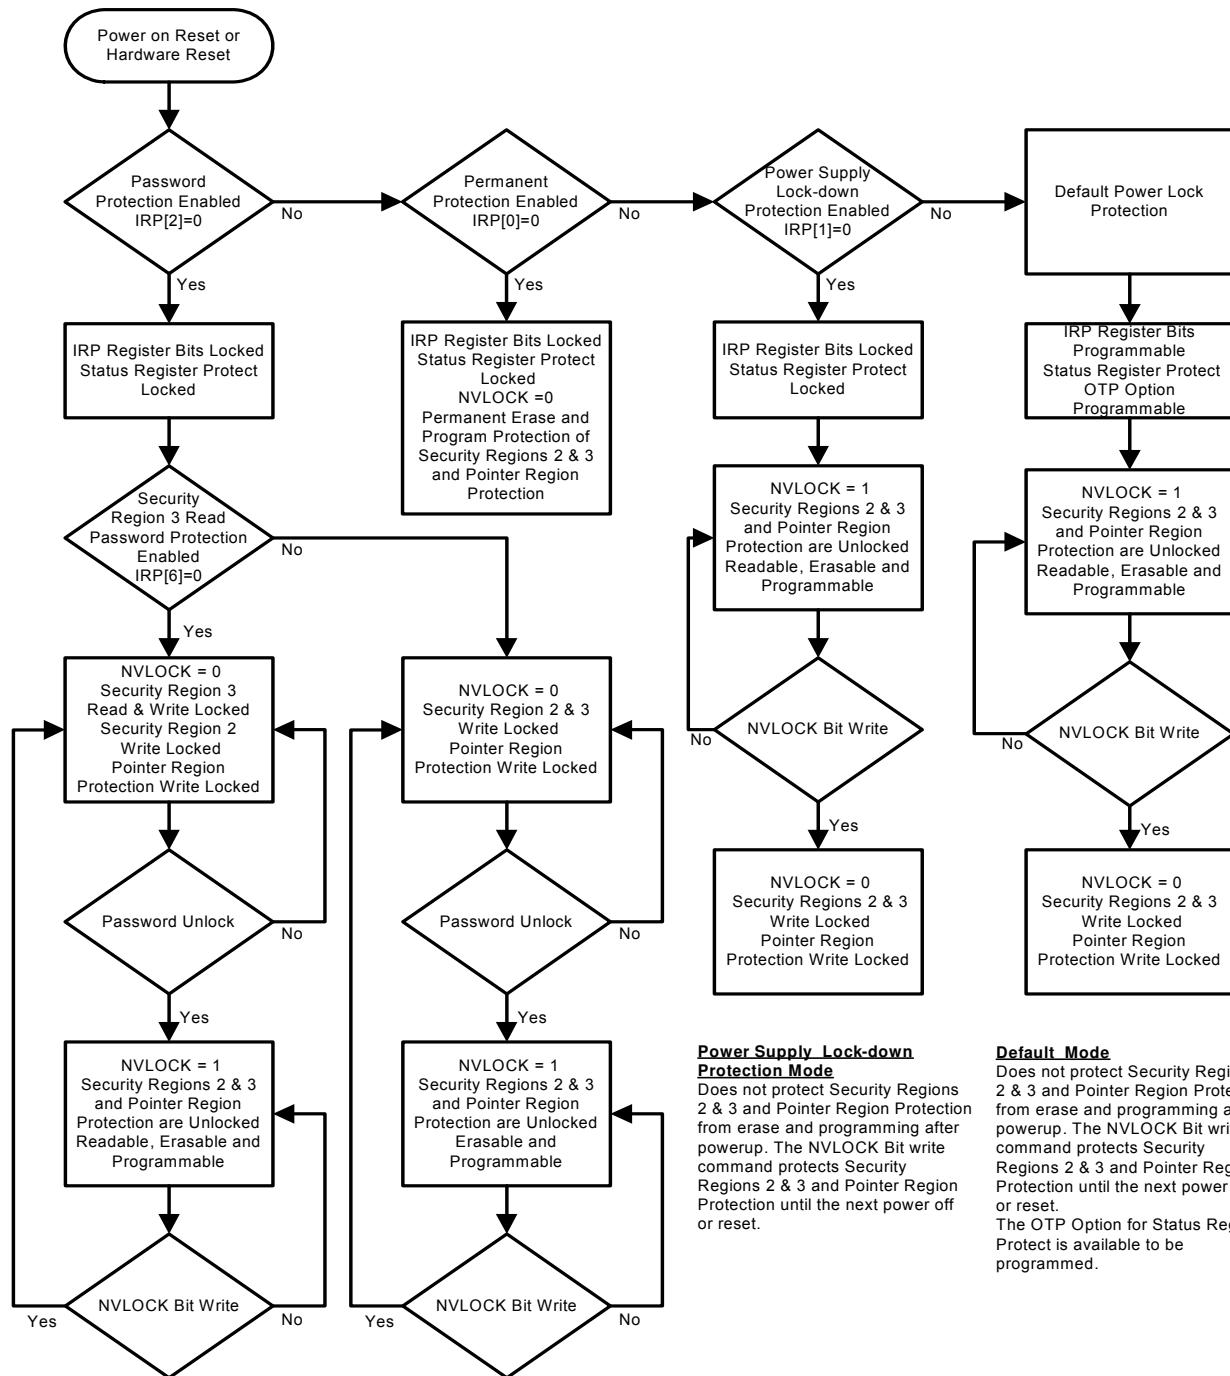 Power on Reset or
Hardware Reset
Password
Protection Enabled
IRP[2]=0
No
Yes
Permanent
Protection Enabled
IRP[0]=0
No
Yes
Power Supply
Lock-down
Protection Enabled
IRP[1]=0
No
Yes
Default Power Lock
Protection
IRP Register Bits Locked
Status Register Protect
Locked
IRP Register Bits Locked
Status Register Protect
Locked
NVLOCK =0
Permanent Erase and
Program Protection of
Security Regions 2 & 3
and Pointer Region
Protection
IRP Register Bits Locked
Status Register Protect
Locked
IRP Register Bits
Programmable
Status Register Protect
OTP Option
Programmable
Security
Region 3 Read
Password Protection
Enabled
IRP[6]=0
No
Yes
NVLOCK = 1
Security Regions 2 & 3
and Pointer Region
Protection are Unlocked
Readable, Erasable and
Programmable
NVLOCK = 1
Security Regions 2 & 3
and Pointer Region
Protection are Unlocked
Readable, Erasable and
Programmable
NVLOCK = 0
Security Region 3
Read & Write Locked
Security Region 2
Write Locked
Pointer Region
Protection Write Locked
NVLOCK = 0
Security Region 2 & 3
Write Locked
Pointer Region
Protection Write Locked
NVLOCK Bit Write
No
Yes
NVLOCK Bit Write
No
Yes
Password Unlock
No
Yes
Password Unlock
No
Yes
NVLOCK = 0
Security Regions 2 & 3
Write Locked
Pointer Region
Protection Write Locked
NVLOCK = 0
Security Regions 2 & 3
Write Locked
Pointer Region
Protection Write Locked
NVLOCK = 1
Security Regions 2 & 3
and Pointer Region
Protection are Unlocked
Readable, Erasable and
Programmable
NVLOCK = 1
Security Regions 2 & 3
and Pointer Region
Protection are Unlocked
Erasable and
Programmable
NVLOCK Bit Write
Yes
No
NVLOCK Bit Write
Yes
No
Power Supply Lock-down
Protection Mode
Does not protect Security Regions
2 & 3 and Pointer Region Protection
from erase and programming after
powerup. The NVLOCK Bit write
command protects Security
Regions 2 & 3 and Pointer Region
Protection until the next power off
or reset.
Default Mode
Does not protect Security
2 & 3 and Pointer Region
from erase and programming
powerup. The NVLOCK Bit
command protects Security
Regions 2 & 3 and Pointer
Protection until the next power
or reset.
The OTP Option for Status
Protect is available to be
programmed.